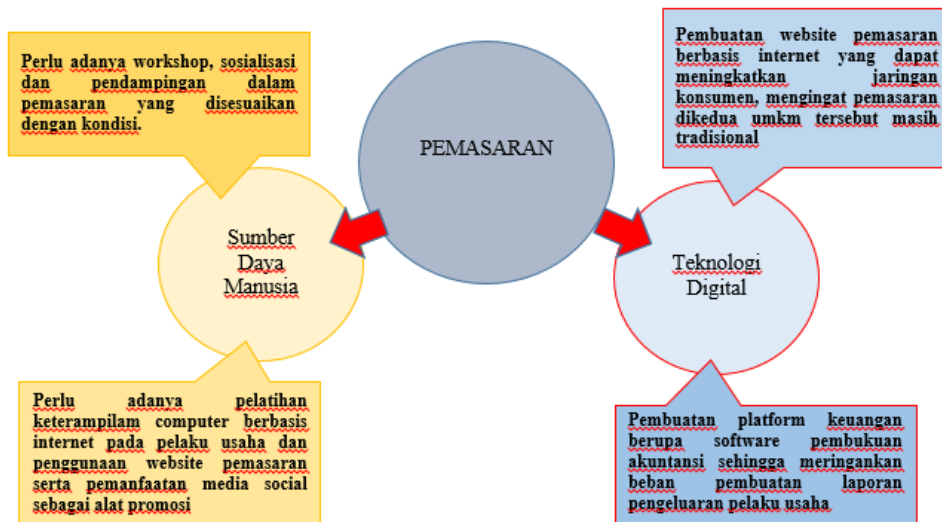 Perlu adanya workshop, sosialisasi
dan pendampingan dalam
pemasaran yang disesuaikan
dengan kondisi.
PEMASARAN
Pembuatan website pemasaran
berbasis internet yang dapat
meningkatkan jaringan
konsumen, mengingat pemasaran
dikedua umkm tersebut masih
tradisional
Sumber
Daya
Manusia
Teknologi
Digital
Perlu adanya pelatihan
keterampilam computer berbasis
internet pada pelaku usaha dan
penggunaan website pemasaran
serta pemanfaatan media social
sebagai alat promosi
Pembuatan platform keuangan
berupa software pembukuan
akuntansi sehingga meringankan
beban pembuatan laporan
pengeluaran pelaku usaha